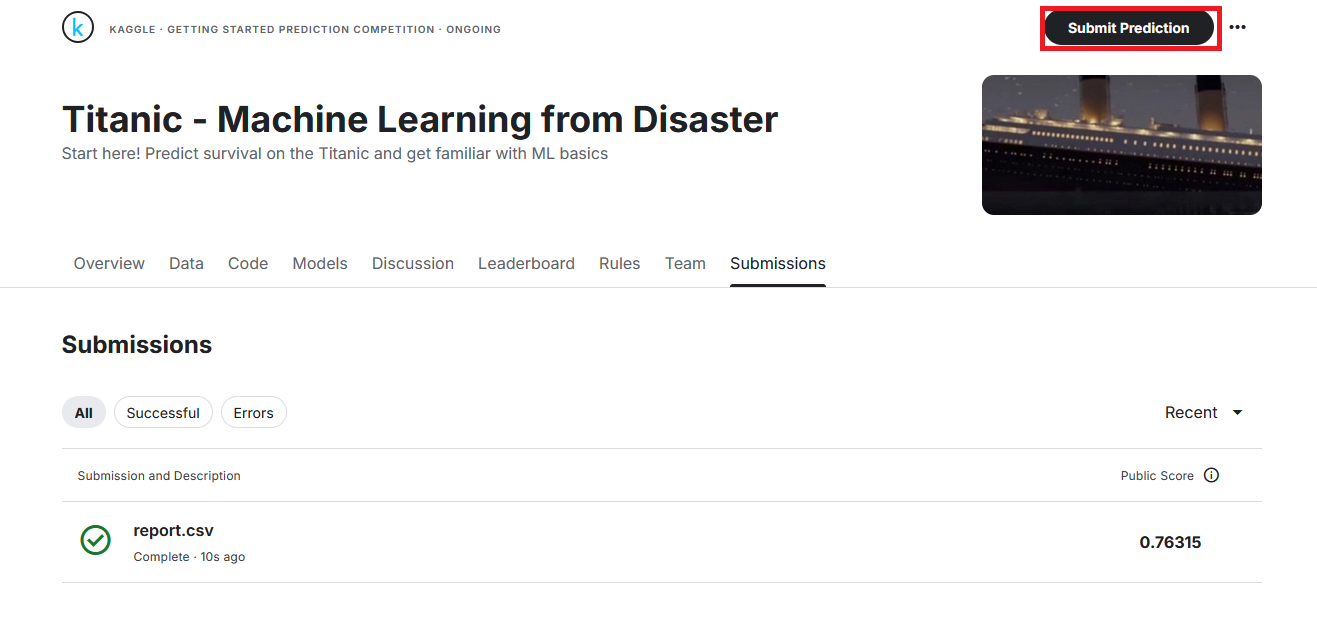 k
KAGGLE · GETTING STARTED PREDICTION COMPETITION · ONGOING
Submit Prediction
Titanic - Machine Learning from Disaster
Start here! Predict survival on the Titanic and get familiar with ML basics
Overview Data Code Models Discussion Leaderboard Rules Team Submissions
Submissions
All Successful Errors Recent
Submission and Description Public Score
report.csv
Complete · 10s ago
0.76315